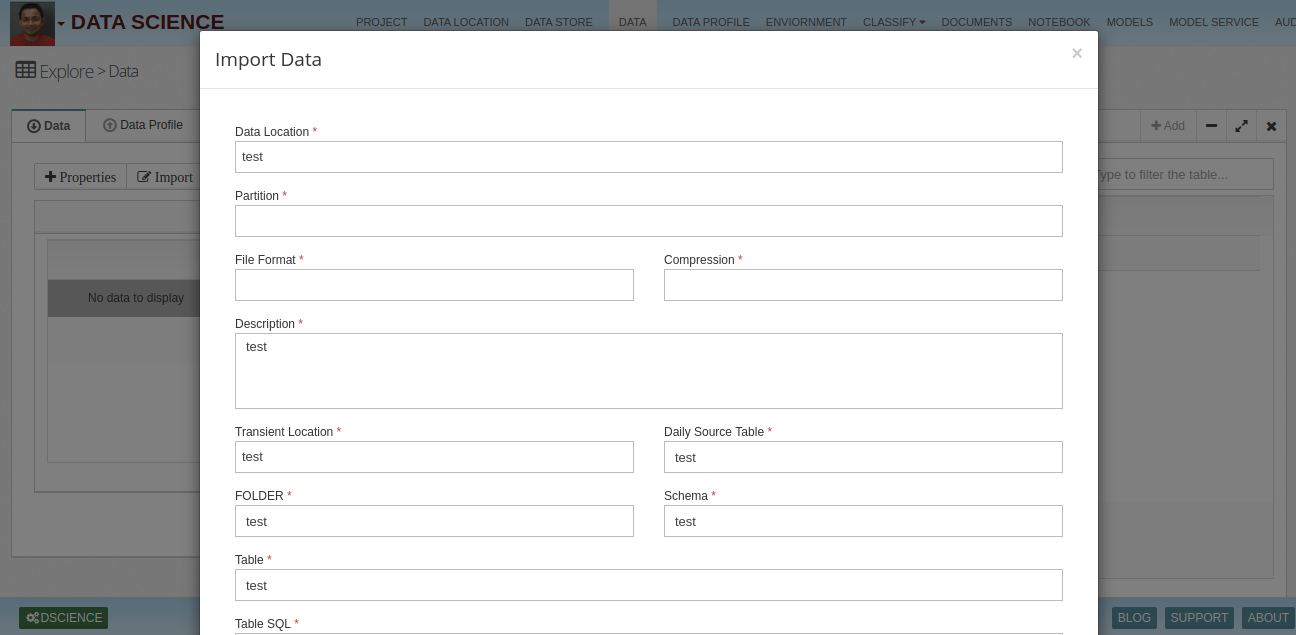 DATA SCIENCE
PROJECT DATA LOCATION DATA STORE DATA DATA PROFILE ENVIORNMENT CLASSIFY DOCUMENTS NOTEBOOK MODELS MODEL SERVICE
Import Data ×
Explore > Data
Data Data Profile
Add
Properties Import
Type to filter the table...
No data to display
Data Location *
test
Partition *
File Format * Compression *
Description *
test
Transient Location * Daily Source Table *
test test
FOLDER * Schema *
test test
Table *
test
Table SQL *
DSCIENCE
BLOG SUPPORT ABOUT